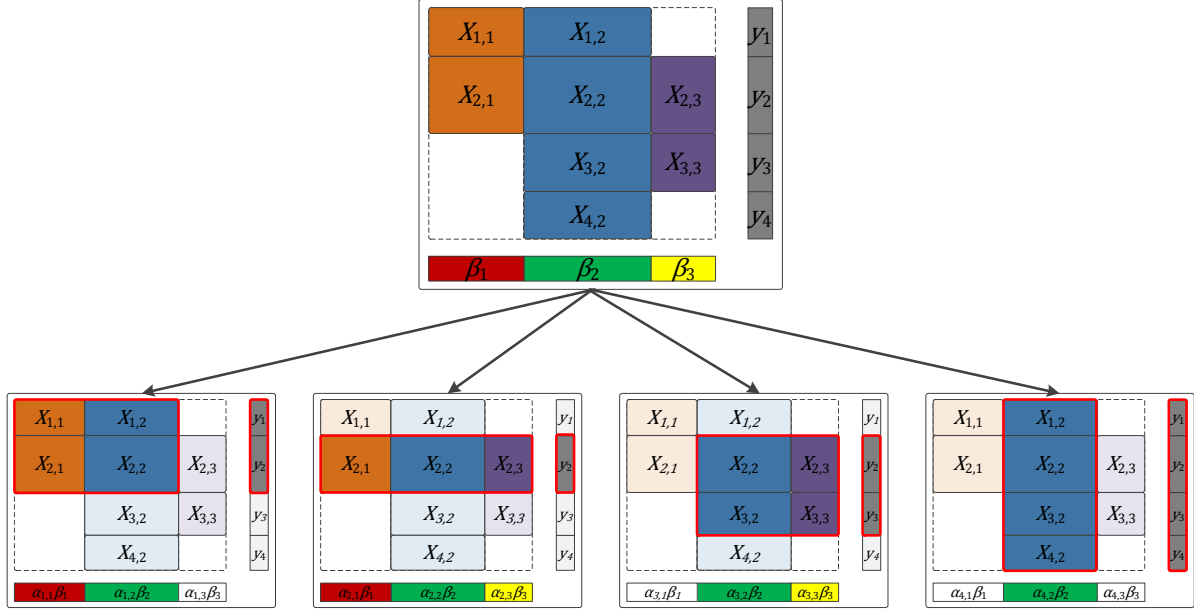 X1,1 X1,2 y1
X2,1 X2,2 X2,3 y2
X3,2 X3,3 y3
X4,2 y4
β1 β2 β3
X1,1 X1,2 y1
X2,1 X2,2 X2,3 y2
X3,2 X3,3 y3
X4,2 y4
α1,1β1 α1,2β2 α1,3β3
X1,1 X1,2 y1
X2,1 X2,2 X2,3 y2
X3,2 X3,3 y3
X4,2 y4
α2,1β1 α2,2β2 α2,3β3
X1,1 X1,2 y1
X2,1 X2,2 X2,3 y2
X3,2 X3,3 y3
X4,2 y4
α3,1β1 α3,2β2 α3,3β3
X1,1 X1,2 y1
X2,1 X2,2 X2,3 y2
X3,2 X3,3 y3
X4,2 y4
α4,1β1 α4,2β2 α4,3β3